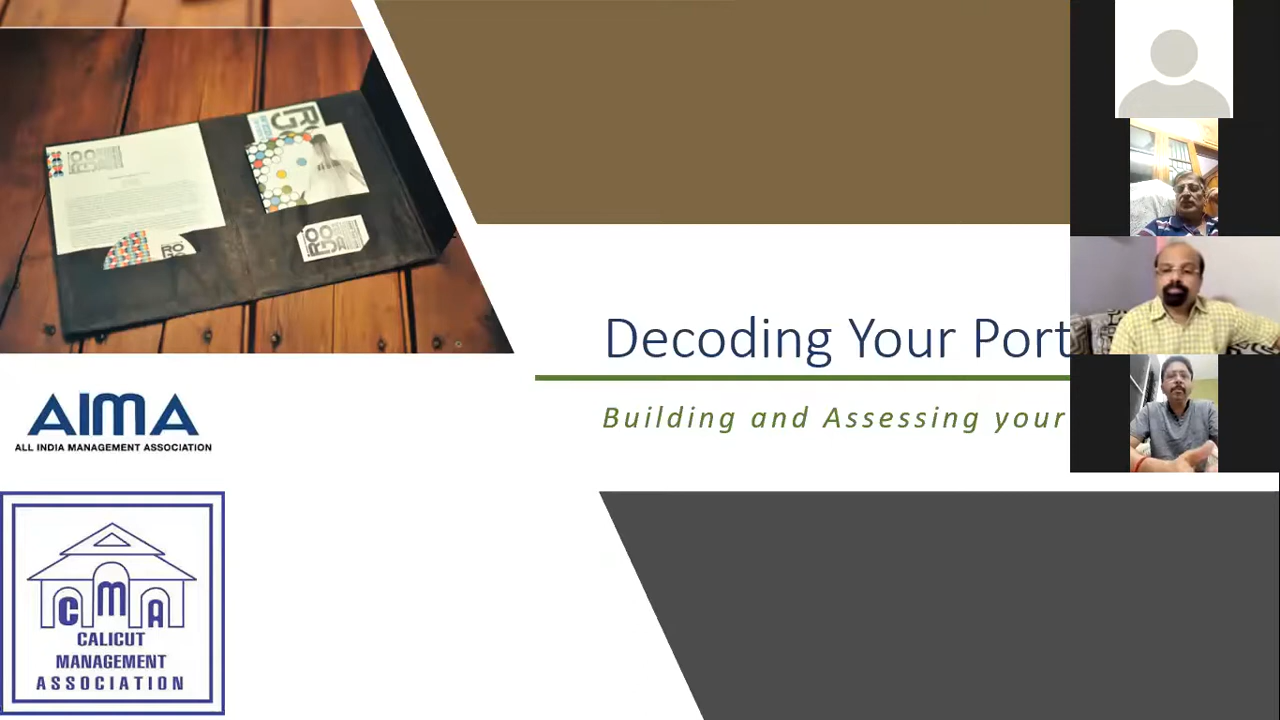 Decoding Your Port
Building and Assessing your
AIMA
ALL INDIA MANAGEMENT ASSOCIATION
CMA
CALICUT
MANAGEMENT
ASSOCIATION